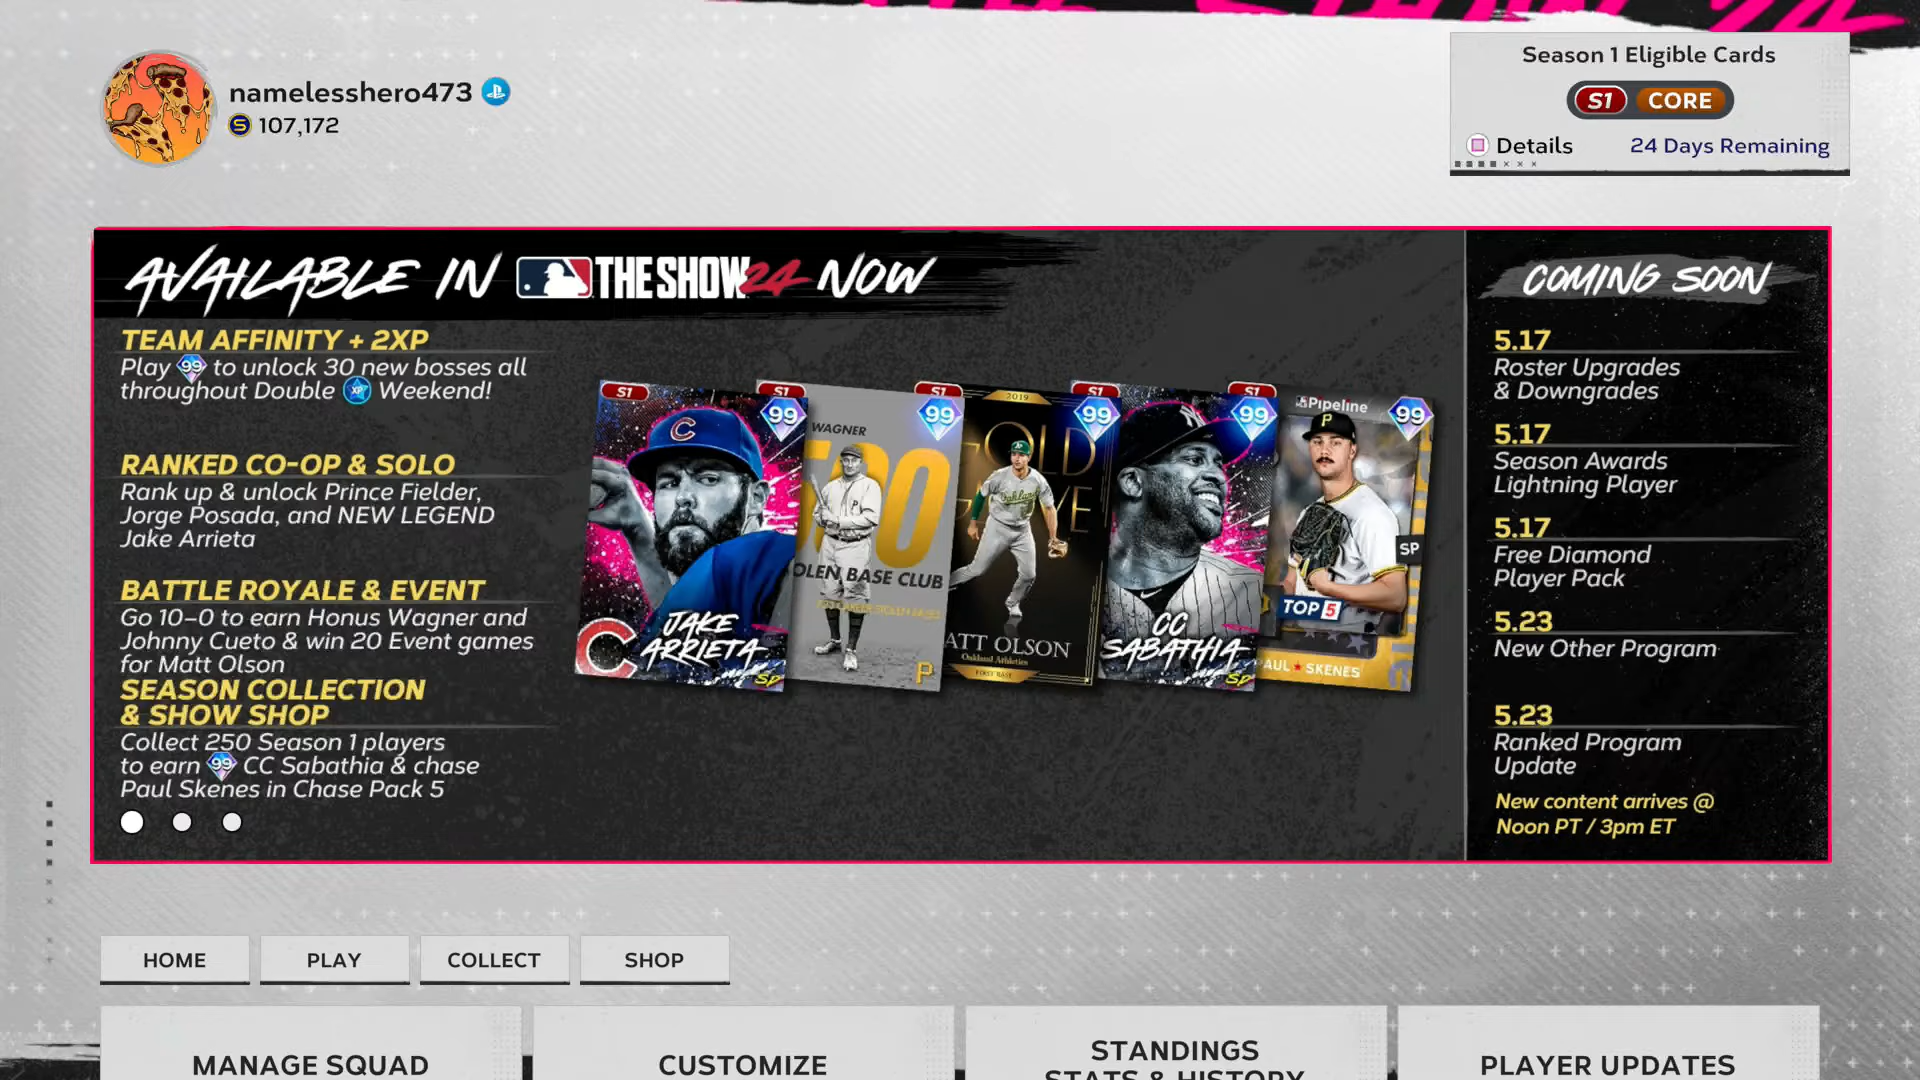 namelesshero473
107,172
Season 1 Eligible Cards
S1 CORE
Details
24 Days Remaining
AVAILABLE IN THE SHOW 24 NOW
TEAM AFFINITY + 2XP
Play 99 to unlock 30 new bosses all
throughout Double XP Weekend!
RANKED CO-OP & SOLO
Rank up & unlock Prince Fielder,
Jorge Posada, and NEW LEGEND
Jake Arrieta
BATTLE ROYALE & EVENT
Go 10-0 to earn Honus Wagner and
Johnny Cueto & win 20 Event games
for Matt Olson
SEASON COLLECTION
& SHOW SHOP
Collect 250 Season 1 players
to earn 99 CC Sabathia & chase
Paul Skenes in Chase Pack 5
S1
99
JAKE
ARRIETA
SP
S1
99
WAGNER
OLEN BASE CLUB
P
S1
99
2019
GOLD
ATT OLSON
Oakland Athletics
FIRST BASE
S1
99
CC
SABATHIA
SP
S1
99
Pipeline
SP
TOP 5
AUL ★ SKENES
COMING SOON
5.17
Roster Upgrades
& Downgrades
5.17
Season Awards
Lightning Player
5.17
Free Diamond
Player Pack
5.23
New Other Program
5.23
Ranked Program
Update
New content arrives @
Noon PT / 3pm ET
HOME
PLAY
COLLECT
SHOP
MANAGE SQUAD
CUSTOMIZE
STANDINGS
STATS & HISTORY
PLAYER UPDATES